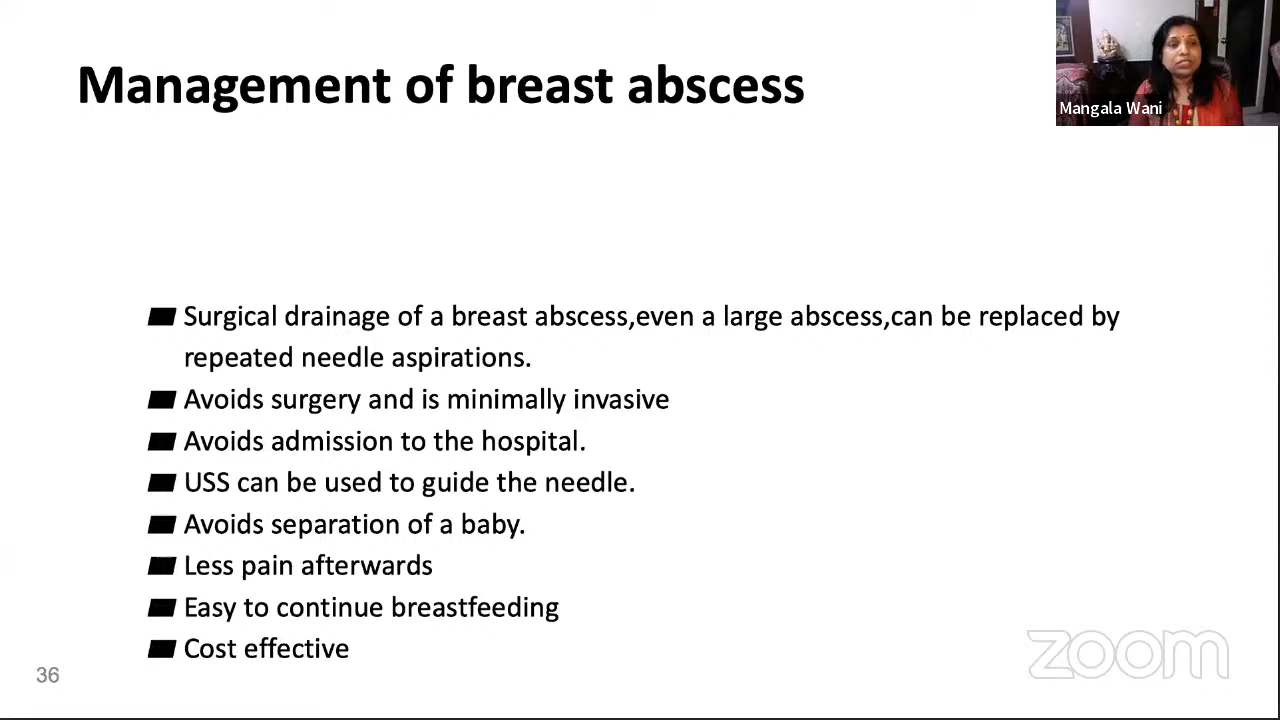 Management of breast abscess
Mangala Wani
Surgical drainage of a breast abscess,even a large abscess,can be replaced by
repeated needle aspirations.
Avoids surgery and is minimally invasive
Avoids admission to the hospital.
USS can be used to guide the needle.
Avoids separation of a baby.
Less pain afterwards
Easy to continue breastfeeding
Cost effective
36
zoom